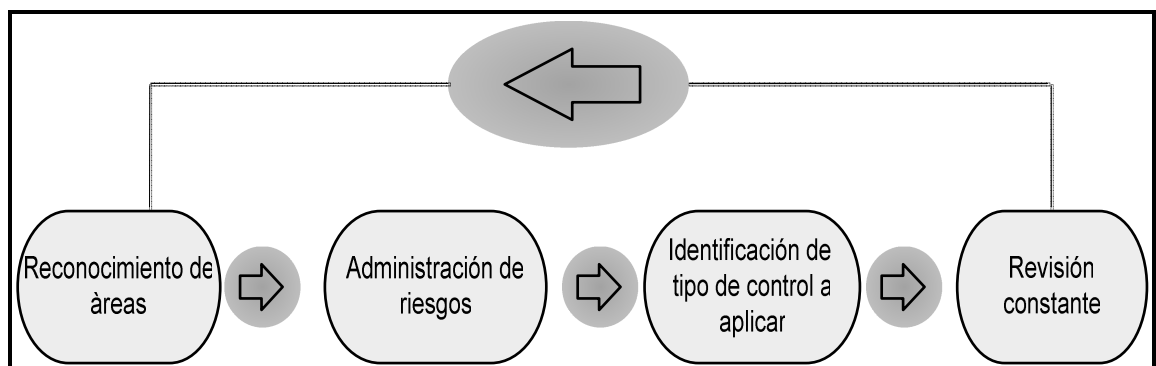 Reconocimiento de
àreas
Administración de
riesgos
Identificación de
tipo de control a
aplicar
Revisión
constante